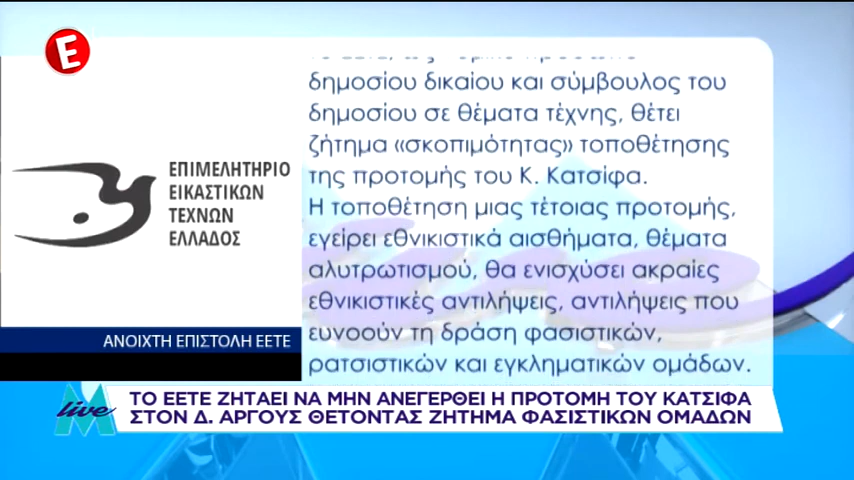 E
δημοσίου δικαίου και σύμβουλος του
δημοσίου σε θέματα τέχνης, θέτει
ζήτημα «σκοπιμότητας» τοποθέτησης
της προτομής του Κ. Κατσίφα.
Η τοποθέτηση μιας τέτοιας προτομής,
εγείρει εθνικιστικά αισθήματα, θέματα
αλυτρωτισμού, θα ενισχύσει ακραίες
εθνικιστικές αντιλήψεις, αντιλήψεις που
ευνοούν τη δράση φασιστικών,
ρατσιστικών και εγκληματικών ομάδων.
ΕΠΙΜΕΛΗΤΗΡΙΟ
ΕΙΚΑΣΤΙΚΩΝ
ΤΕΧΝΩΝ
ΕΛΛΑΔΟΣ
ΑΝΟΙΧΤΗ ΕΠΙΣΤΟΛΗ ΕΕΤΕ
M live
ΤΟ ΕΕΤΕ ΖΗΤΑΕΙ ΝΑ ΜΗΝ ΑΝΕΓΕΡΘΕΙ Η ΠΡΟΤΟΜΗ ΤΟΥ ΚΑΤΣΙΦΑ
ΣΤΟΝ Δ. ΑΡΓΟΥΣ ΘΕΤΟΝΤΑΣ ΖΗΤΗΜΑ ΦΑΣΙΣΤΙΚΩΝ ΟΜΑΔΩΝ